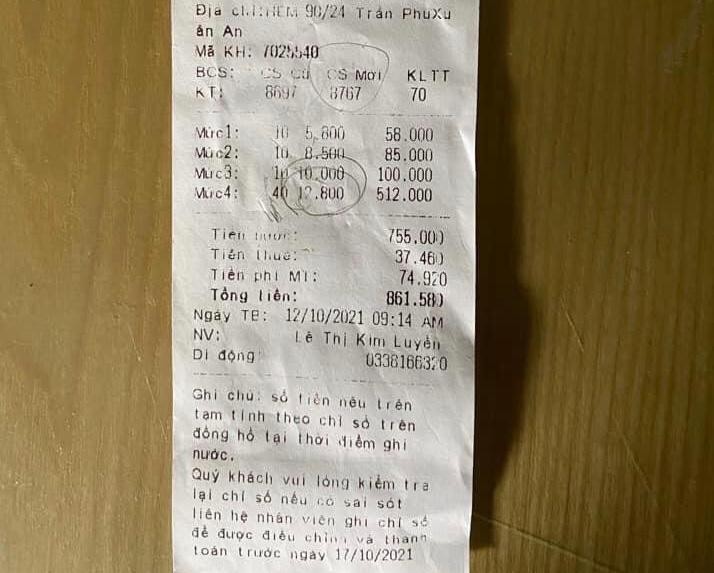 Địa chỉ:HẺM 90/24 Trần PhuXu
ân An
Mã KH: 7025540
BCS: CS Cũ CS Mới KLTT
KT: 8697 8767 70
Mức1: 10 5.800 58.000
Mức2: 10 8.500 85.000
Mức3: 10 10.000 100.000
Mức4: 40 12.800 512.000
Tiền nước: 755.000
Tiền thuế: 37.460
Tiền phí MT: 74.920
Tổng tiền: 861.580
Ngày TB: 12/10/2021 09:14 AM
NV: Lê Thị Kim Luyến
Di động: 0338166320
Ghi chú: số tiền nêu trên
tạm tính theo chỉ số trên
đồng hồ tại thời điểm ghi
nước.
Quý khách vui lòng kiểm tra
lại chỉ số nếu có sai sót
liên hệ nhân viên ghi chỉ số
để được điều chỉnh và thanh
toán trước ngày 17/10/2021